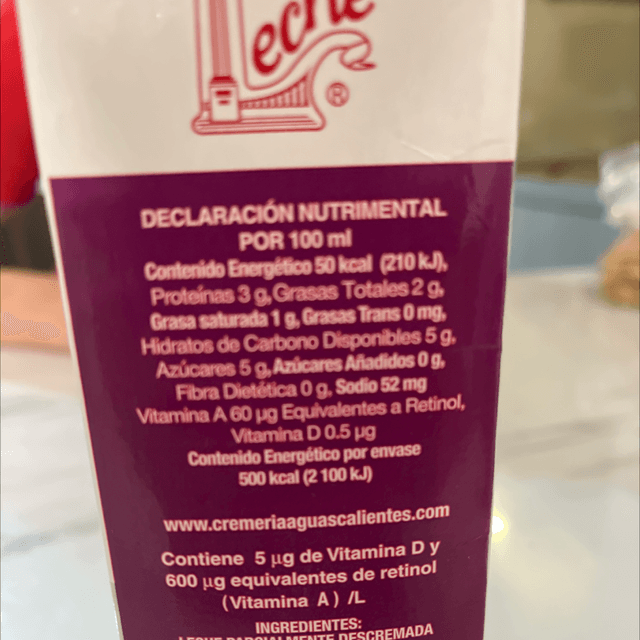 Leche
®
DECLARACIÓN NUTRIMENTAL
POR 100 ml
Contenido Energético 50 kcal (210 kJ),
Proteínas 3 g, Grasas Totales 2 g,
Grasa saturada 1 g, Grasas Trans 0 mg,
Hidratos de Carbono Disponibles 5 g,
Azúcares 5 g, Azúcares Añadidos 0 g,
Fibra Dietética 0 g, Sodio 52 mg
Vitamina A 60 µg Equivalentes a Retinol,
Vitamina D 0.5 µg
Contenido Energético por envase
500 kcal (2 100 kJ)
www.cremeriaaguascalientes.com
Contiene 5 µg de Vitamina D y
600 µg equivalentes de retinol
(Vitamina A) /L
INGREDIENTES:
LECHE PARCIALMENTE DESCREMADA